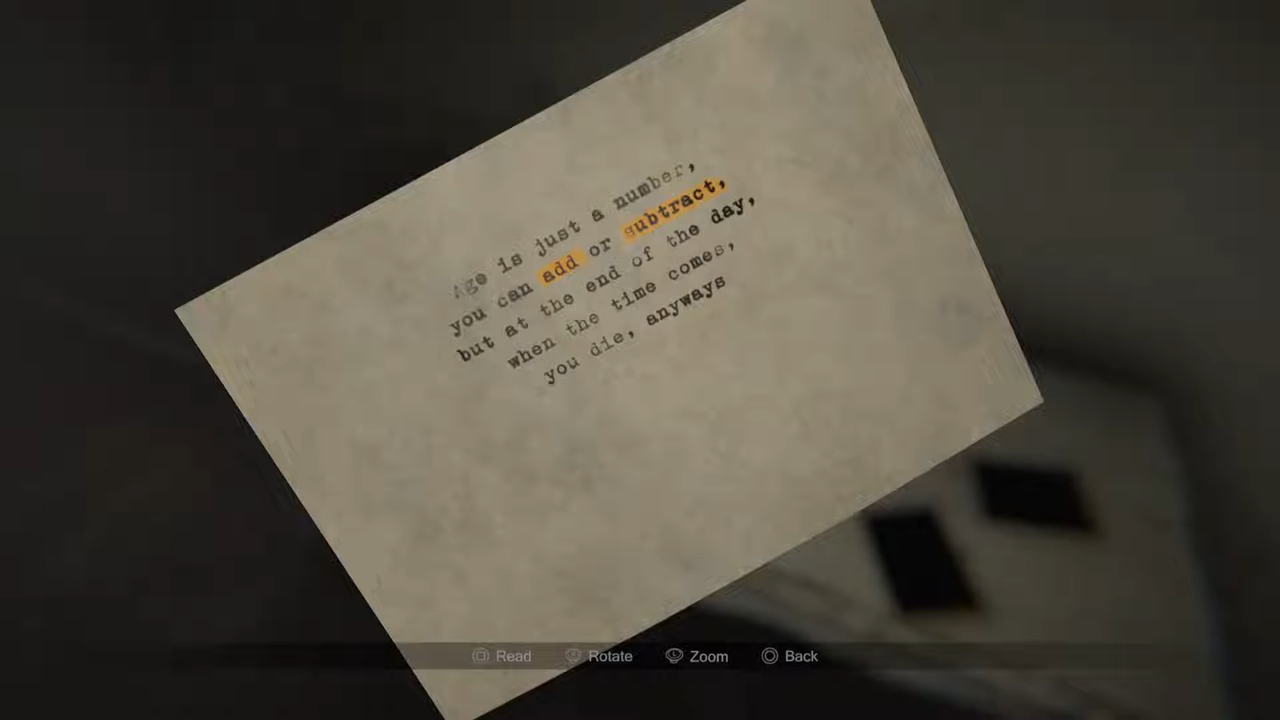 Age is just a number,
you can add or subtract,
but at the end of the day,
when the time comes,
you die, anyways
Read
Rotate
Zoom
Back